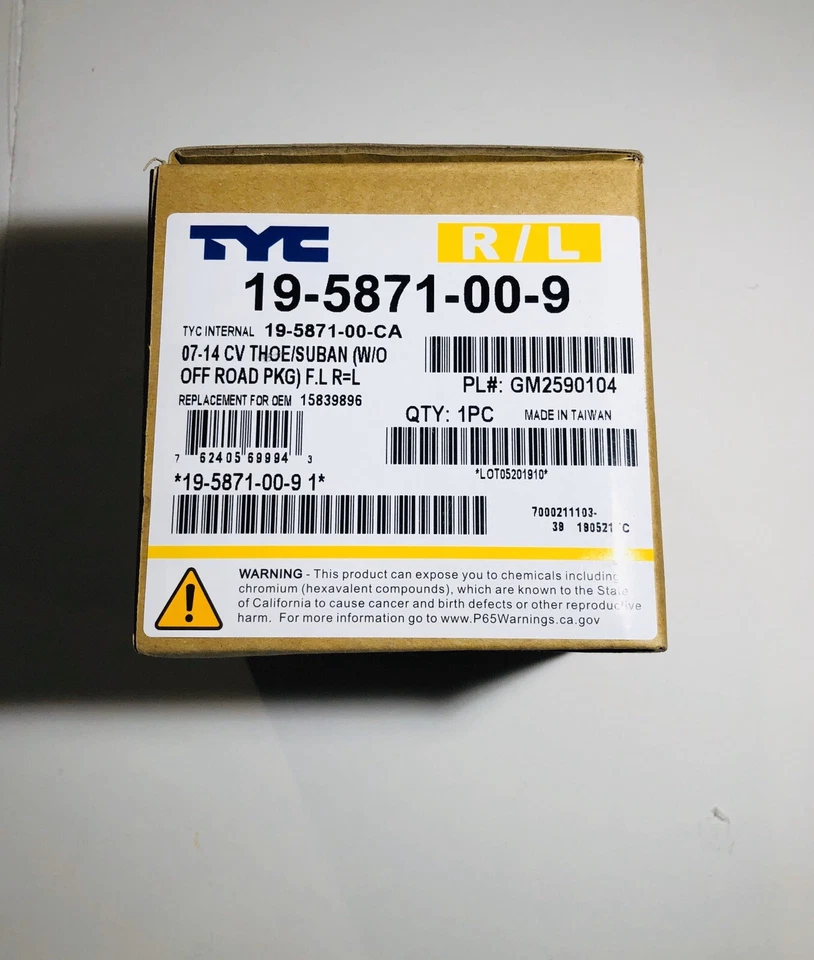 TYC R/L
19-5871-00-9
TYC INTERNAL 19-5871-00-CA
07-14 CV THOE/SUBAN (W/O
OFF ROAD PKG) F.L R=L
PL#: GM2590104
REPLACEMENT FOR OEM 15839896
QTY: 1PC MADE IN TAIWAN
7 62405 69994 3
*LOT05201910*
*19-5871-00-9 1*
7000211103-
39
WARNING - This product can expose you to chemicals including
chromium (hexavalent compounds), which are known to the State
of California to cause cancer and birth defects or other reproductive
harm. For more information go to www.P65Warnings.ca.gov